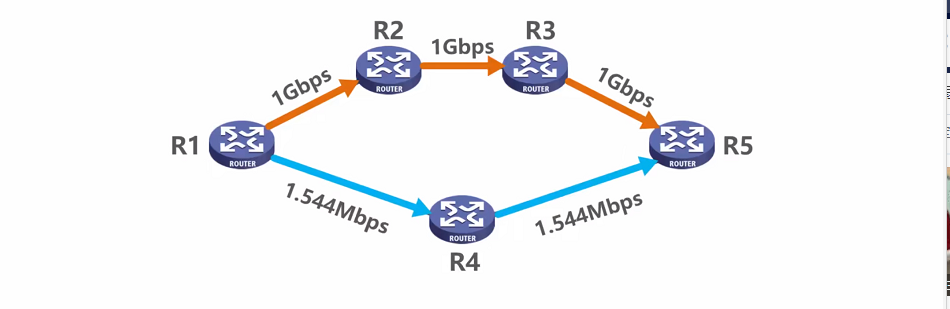 R2
R3
1Gbps
1Gbps
1Gbps
ROUTER
ROUTER
R1
ROUTER
ROUTER
R5
1.544Mbps
1.544Mbps
ROUTER
R4